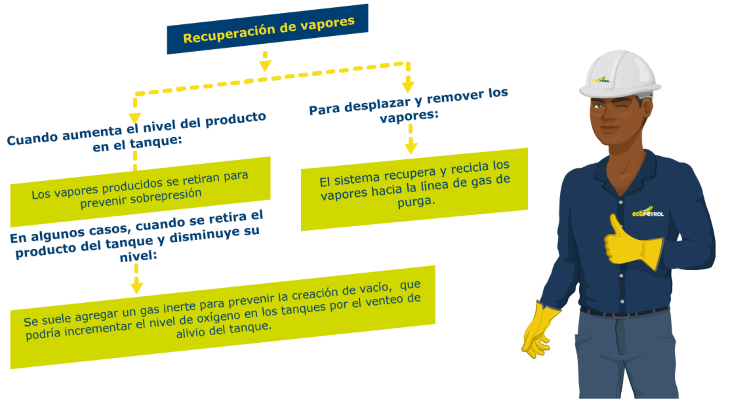 Recuperación de vapores
Cuando aumenta el nivel del producto
en el tanque:
Los vapores producidos se retiran para
prevenir sobrepresión
En algunos casos, cuando se retira el
producto del tanque y disminuye su
nivel:
Se suele agregar un gas inerte para prevenir la creación de vacío, que
podría incrementar el nivel de oxígeno en los tanques por el venteo de
alivio del tanque.
Para desplazar y remover los
vapores:
El sistema recupera y recicla los
vapores hacia la línea de gas de
purga.
ECOPETROL